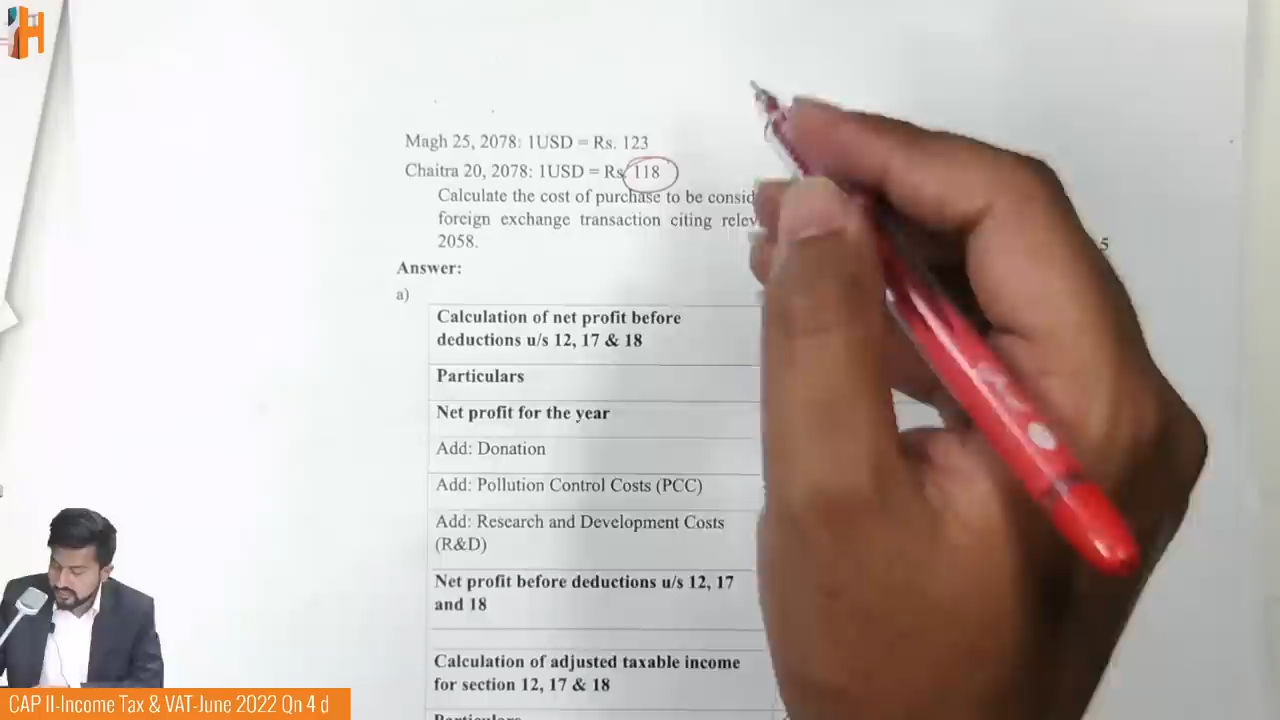 Magh 25, 2078: 1USD = Rs. 123
Chaitra 20, 2078: 1USD = Rs 118
Calculate the cost of purchase to be
foreign exchange transaction citing
2058.
5
Answer:
a)
Calculation of net profit before
deductions u/s 12, 17 & 18
Particulars
Net profit for the year
Add: Donation
Add: Pollution Control Costs (PCC)
Add: Research and Development Costs
(R&D)
Net profit before deductions u/s 12, 17
and 18
Calculation of adjusted taxable income
for section 12, 17 & 18
Particulars
CAP II-Income Tax & VAT-June 2022 Qn 4 d